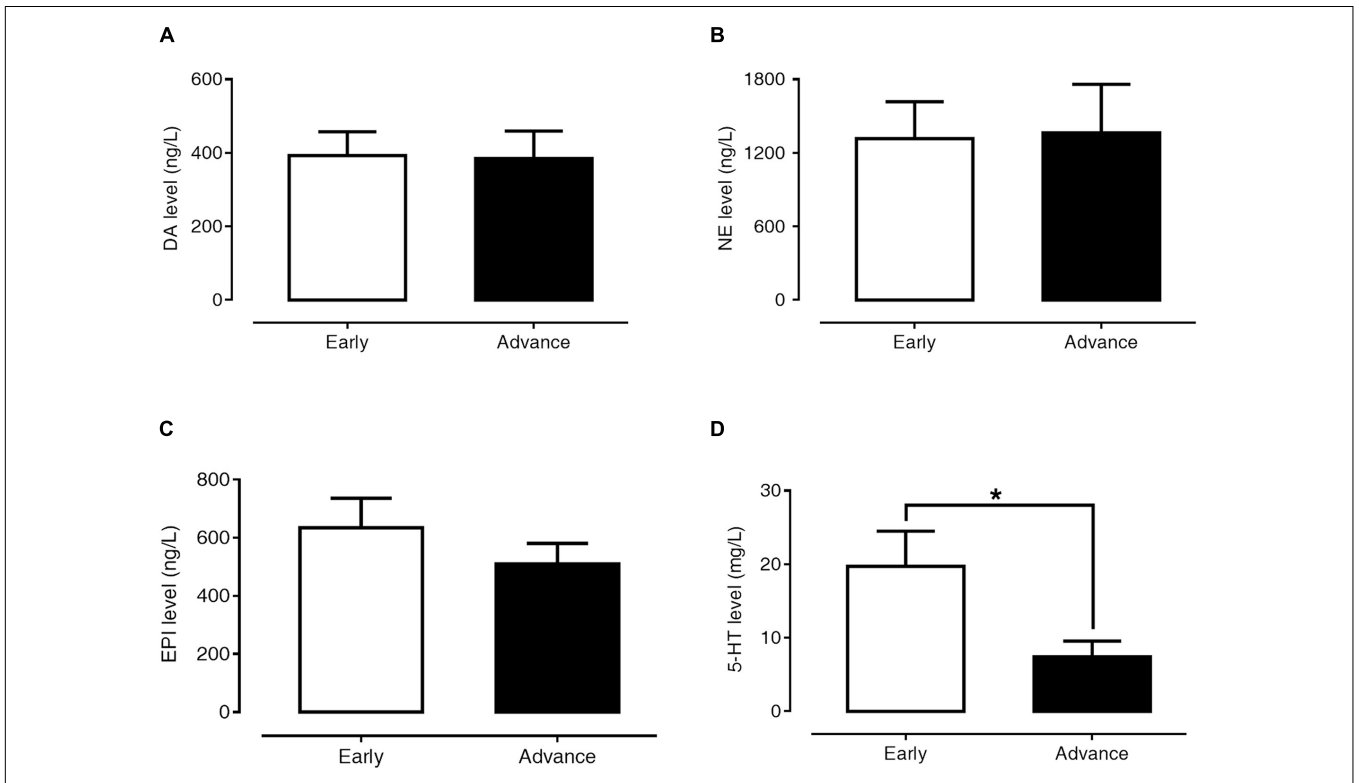 A
DA level (ng/L)
600
400
200
0
Early Advance
B
NE level (ng/L)
1800
1200
600
0
Early Advance
C
EPI level (ng/L)
800
600
400
200
0
Early Advance
D
5-HT level (mg/L)
30
20
10
0
*
Early Advance